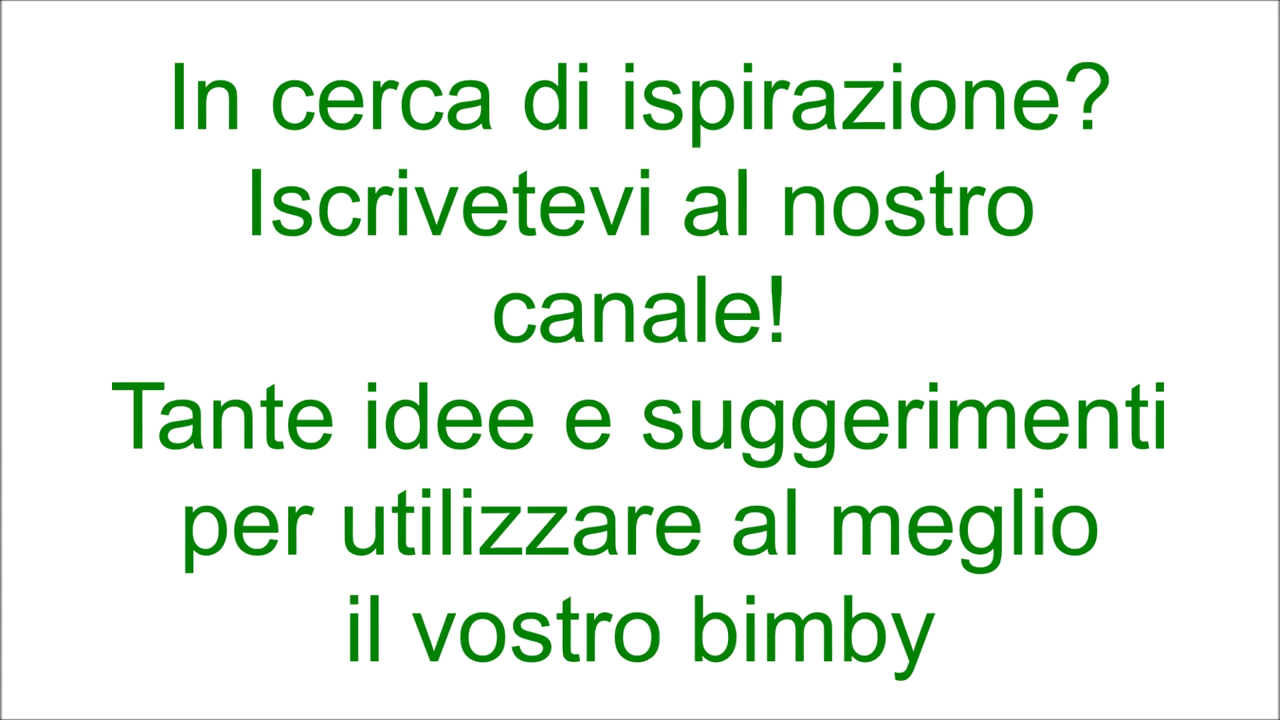 In cerca di ispirazione?
Iscrivetevi al nostro
canale!
Tante idee e suggerimenti
per utilizzare al meglio
il vostro bimby